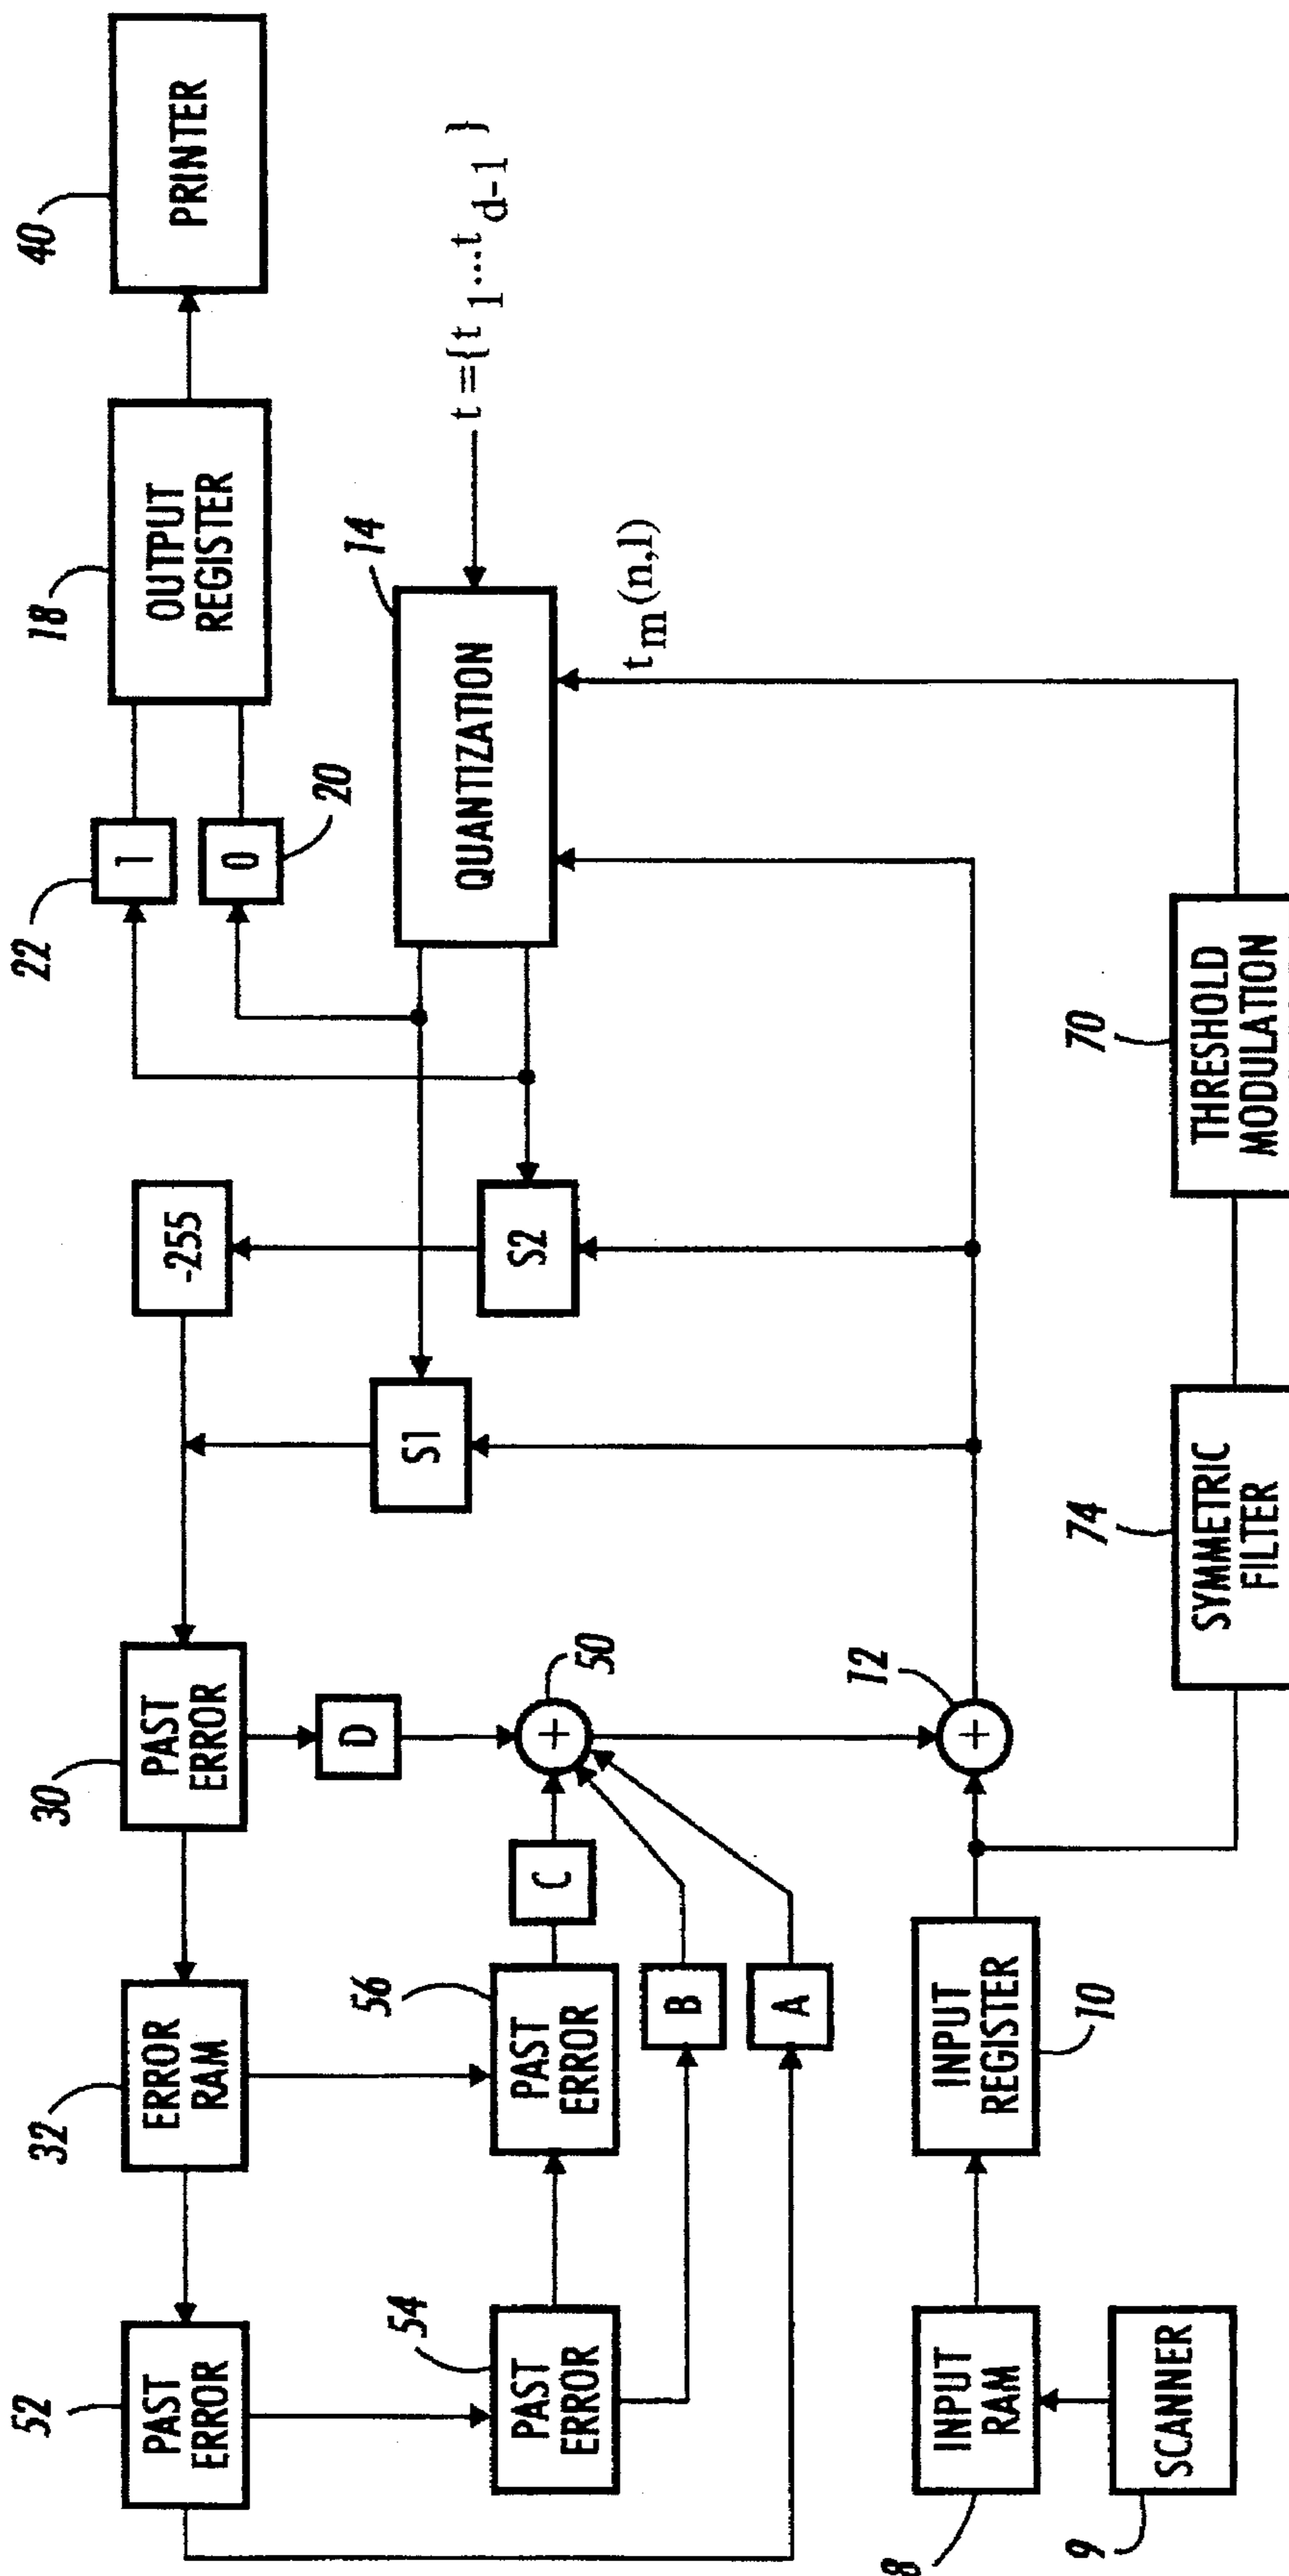 52
PAST
ERROR
32
ERROR
RAM
30
PAST
ERROR
-255
22
1
0
20
18
OUTPUT
REGISTER
40
PRINTER
D
S1
14
QUANTIZATION
t={t1...td-1}
54
PAST
ERROR
56
PAST
ERROR
C
+
50
S2
B
A
tm(n,l)
8
INPUT
RAM
INPUT
REGISTER
10
12
+
9
SCANNER
74
SYMMETRIC
FILTER
70
THRESHOLD
MODULATION